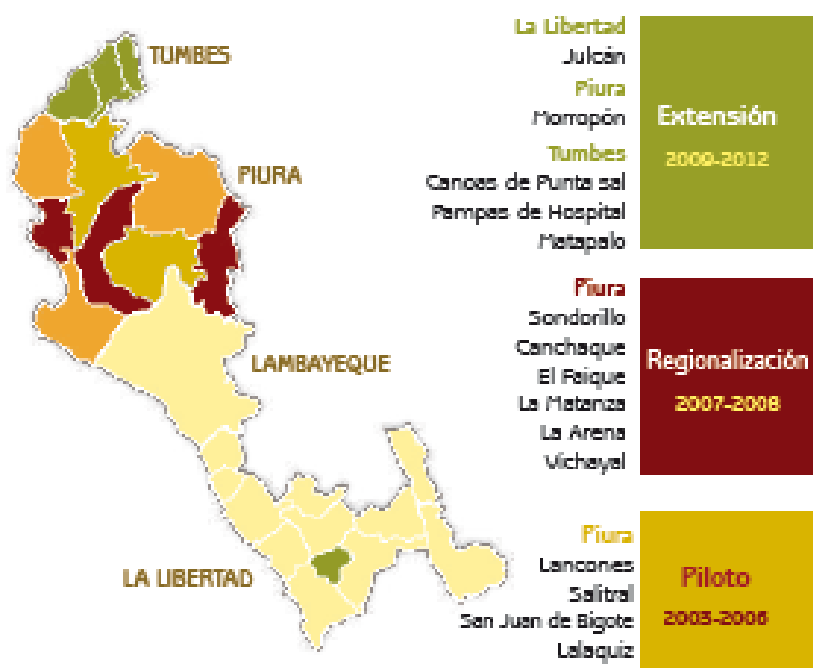 TUMBES
PIURA
LAMBAYEQUE
LA LIBERTAD
La Libertad
Julcán
Piura
Morropón
Tumbes
Canoas de Punta sal
Pampas de Hospital
Matapalo
Extensión
2009-2012
Piura
Sondorillo
Canchaque
El Faique
La Matanza
La Arena
Vichayal
Regionalización
2007-2008
Piura
Lancones
Salitral
San Juan de Bigote
Lalaquiz
Piloto
2003-2006